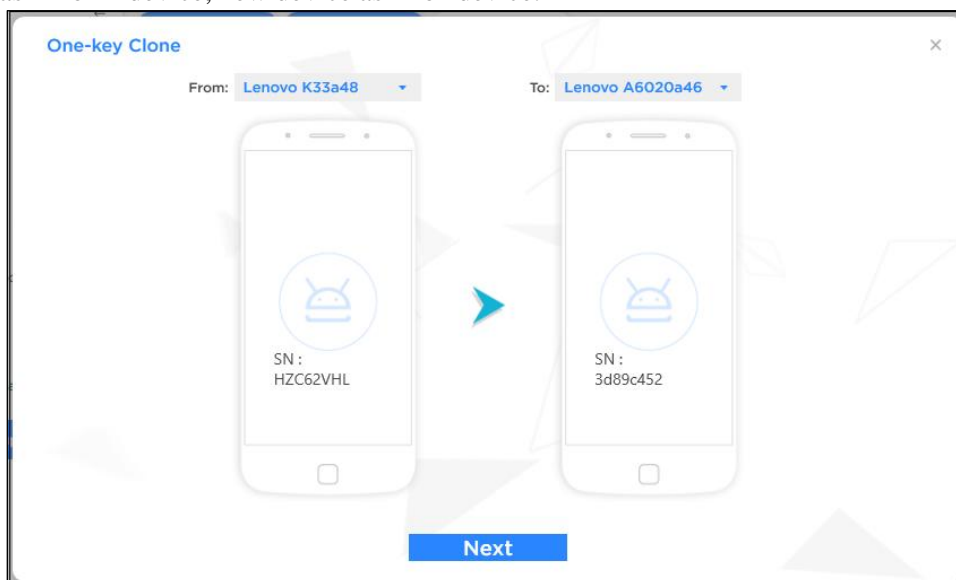 One-key Clone
From: Lenovo K33a48
To: Lenovo A6020a46
SN :
HZC62VHL
SN :
3d89c452
Next